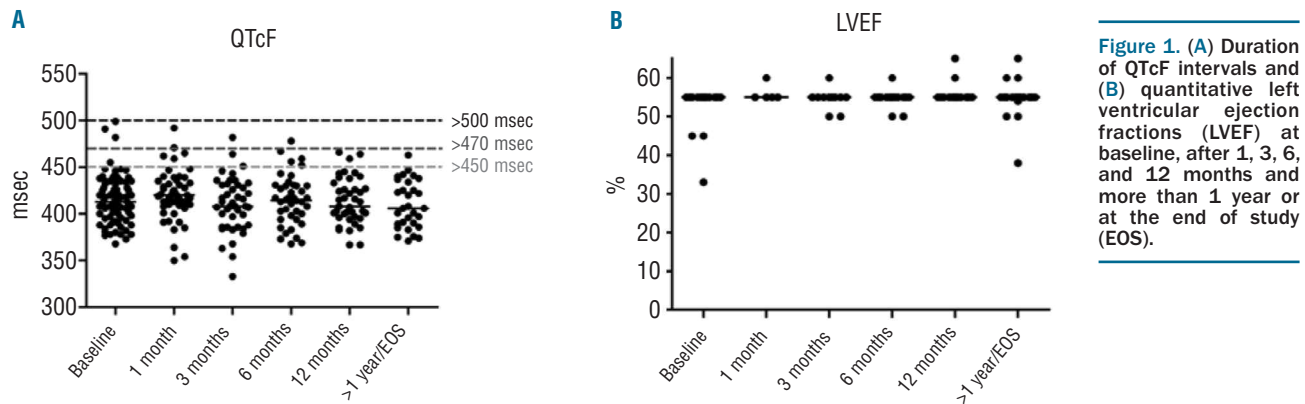 A
QTcF
msec
550
500
450
400
350
300
>500 msec
>470 msec
>450 msec
Baseline
1 month
3 months
6 months
12 months
>1 year/EOS
B
LVEF
%
60
50
40
30
20
10
0
Baseline
1 month
3 months
6 months
12 months
>1 year/EOS
Figure 1. (A) Duration
of QTcF intervals and
(B) quantitative left
ventricular ejection
fractions (LVEF) at
baseline, after 1, 3, 6,
and 12 months and
more than 1 year or
at the end of study
(EOS).